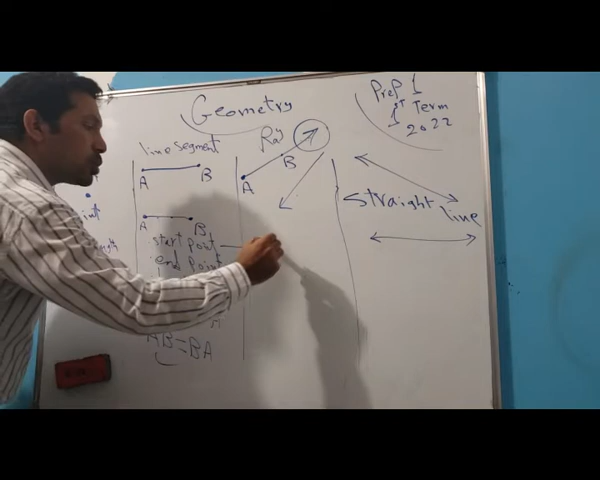 Geometry
Prep 1
1st Term
2022
line segment
A B
A B
start point
end point
AB = BA
Ray
A B
straight line